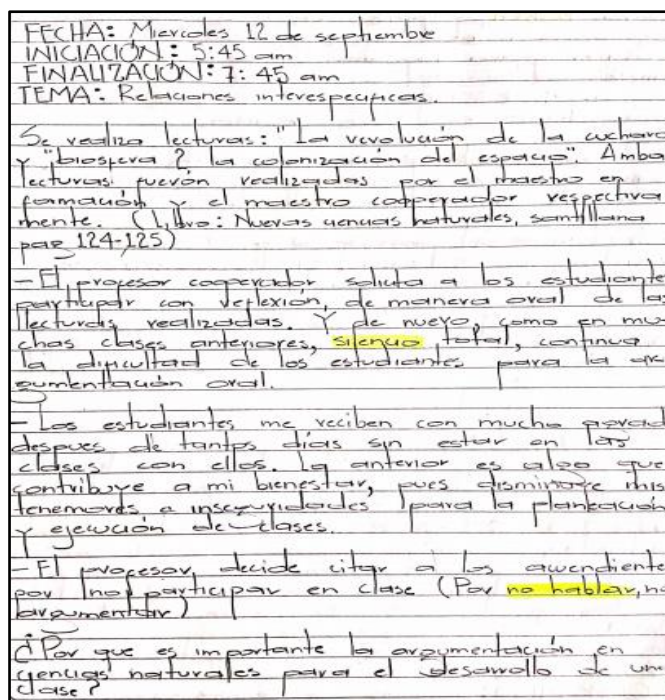 FECHA: Miercoles 12 de septiembre
INICIACIÓN: 5:45 am
FINALIZACIÓN: 7:45 am
TEMA: Relaciones interespecificas.
Se realiza lecturas: "La revolución de la cuchara
y "biosfera 2 la colonización del espacio". Amba
lecturas fuerón realizadas por el maestro en
formación y el maestro cooperador respectiva
mente. (Libro: Nuevas ciencias naturales, santillana
pag 124-125)
- El profesor cooperador solicita a los estudiante
participar con reflexión, de manera oral de las
lecturas realizadas. Y de nuevo, como en mu
chas clases anteriores, silencio total, continua
la dificultad de los estudiantes para la ar
gumentación oral.
- Los estudiantes me reciben con mucho agrad
despues de tantos días sin estar en las
clases con ellos. Lo anterior es algo que
contribuye a mi bienestar, pues disminuye mis
temores e inseguridades para la planeación
y ejecución de clases.
- El profesor decide citar a los acudiente
por (no) participar en clase (Por no hablar, no
argumentar)
¿Por que es importante la argumentación en
ciencias naturales para el desarrollo de una
clase?